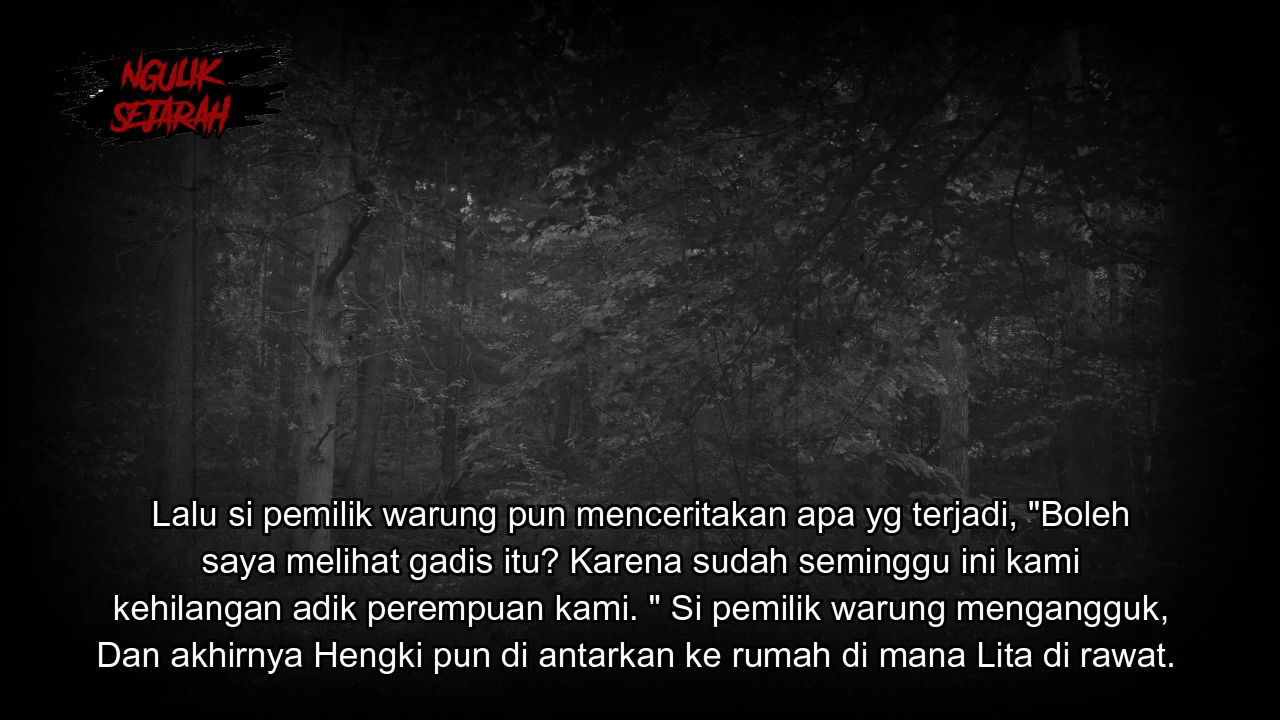 NGULIK
SEJARAH
Lalu si pemilik warung pun menceritakan apa yg terjadi, "Boleh
saya melihat gadis itu? Karena sudah seminggu ini kami
kehilangan adik perempuan kami. " Si pemilik warung mengangguk,
Dan akhirnya Hengki pun di antarkan ke rumah di mana Lita di rawat.